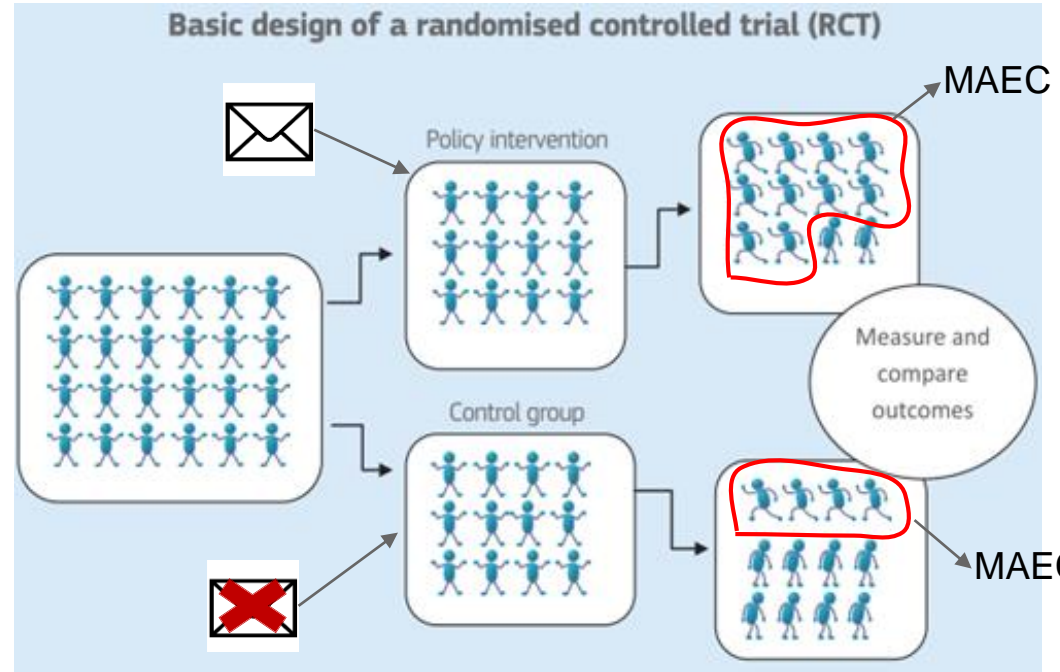 Basic design of a randomised controlled trial (RCT)
MAEC
Policy intervention
Measure and
compare
outcomes
Control group